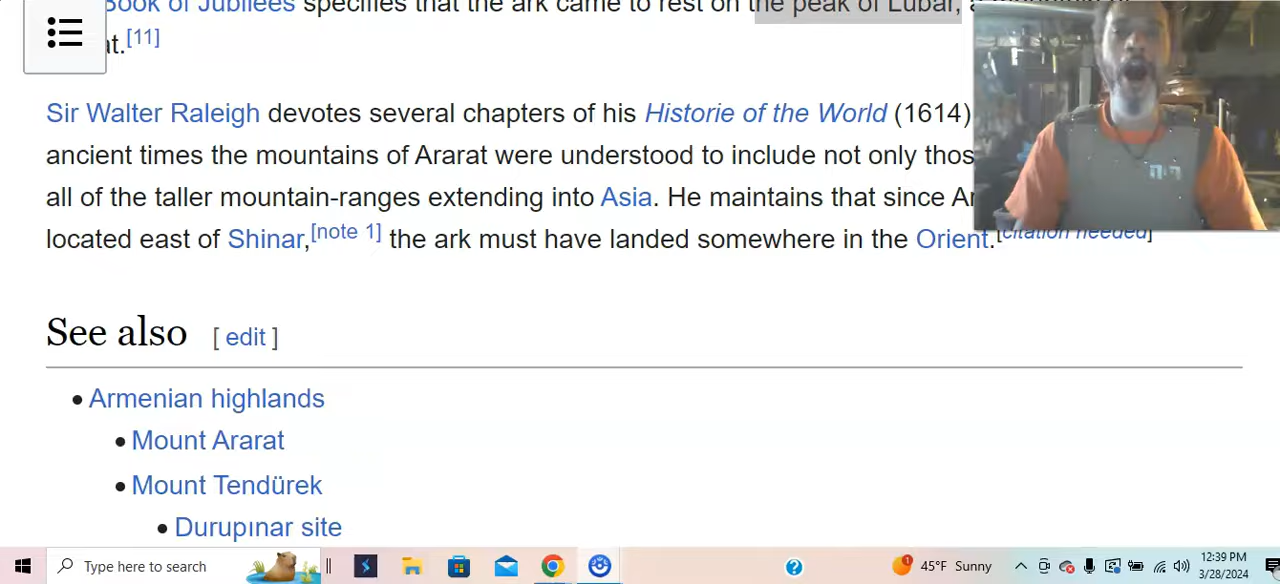 Book of Jubilees specifies that the ark came to rest on the peak of Lubar,
at.[11]
Sir Walter Raleigh devotes several chapters of his Historie of the World (1614)
ancient times the mountains of Ararat were understood to include not only thos
all of the taller mountain-ranges extending into Asia. He maintains that since Ar
located east of Shinar,[note 1] the ark must have landed somewhere in the Orient.[citation needed]
See also [ edit ]
Armenian highlands
Mount Ararat
Mount Tendürek
Durupınar site
Type here to search
45°F Sunny
12:39 PM
3/28/2024